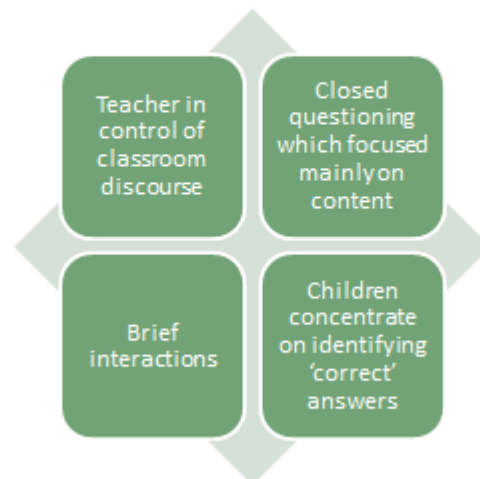 Teacher in
control of
classroom
discourse
Closed
questioning
which focused
mainly on
content
Brief
interactions
Children
concentrate
on identifying
‘correct’
answers